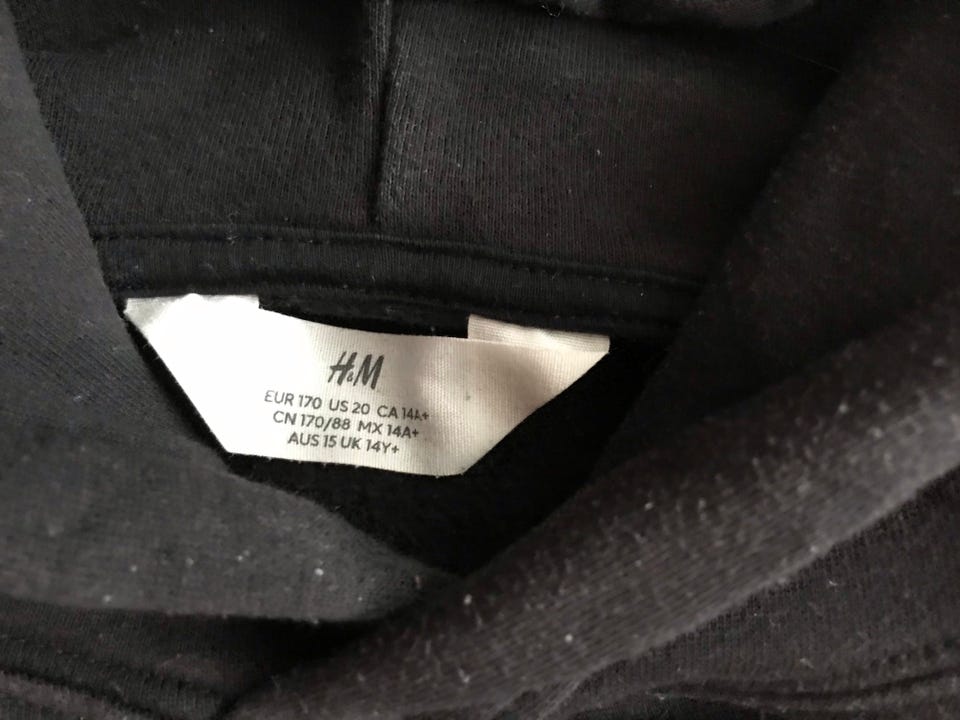 H&M
EUR 170 US 20 CA 14A+
CN 170/88 MX 14A+
AUS 15 UK 14Y+